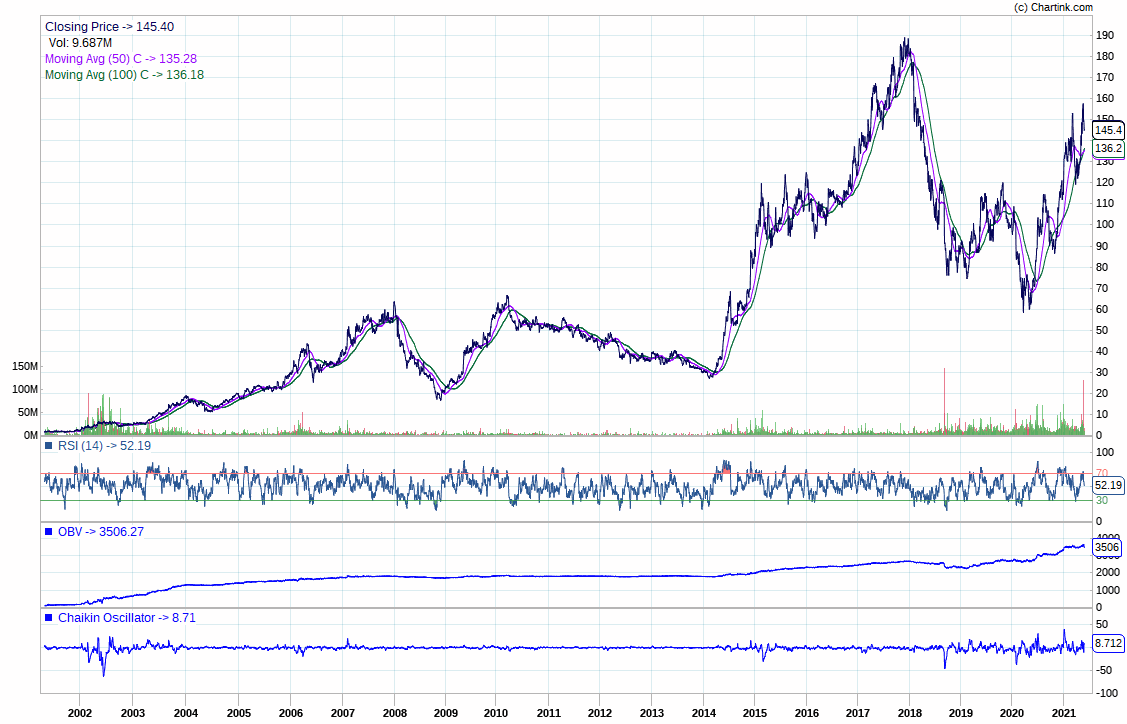 (c) Chartink.com
Closing Price -> 145.40
Vol: 9.687M
Moving Avg (50) C -> 135.28
Moving Avg (100) C -> 136.18
190
180
170
160
150
145.4
136.2
130
120
110
100
90
80
70
60
50
40
30
20
10
0
150M
100M
50M
0M
RSI (14) -> 52.19
100
70
52.19
30
0
OBV -> 3506.27
4000
3506
3000
2000
1000
0
Chaikin Oscillator -> 8.71
50
8.712
-50
-100
2002 2003 2004 2005 2006 2007 2008 2009 2010 2011 2012 2013 2014 2015 2016 2017 2018 2019 2020 2021